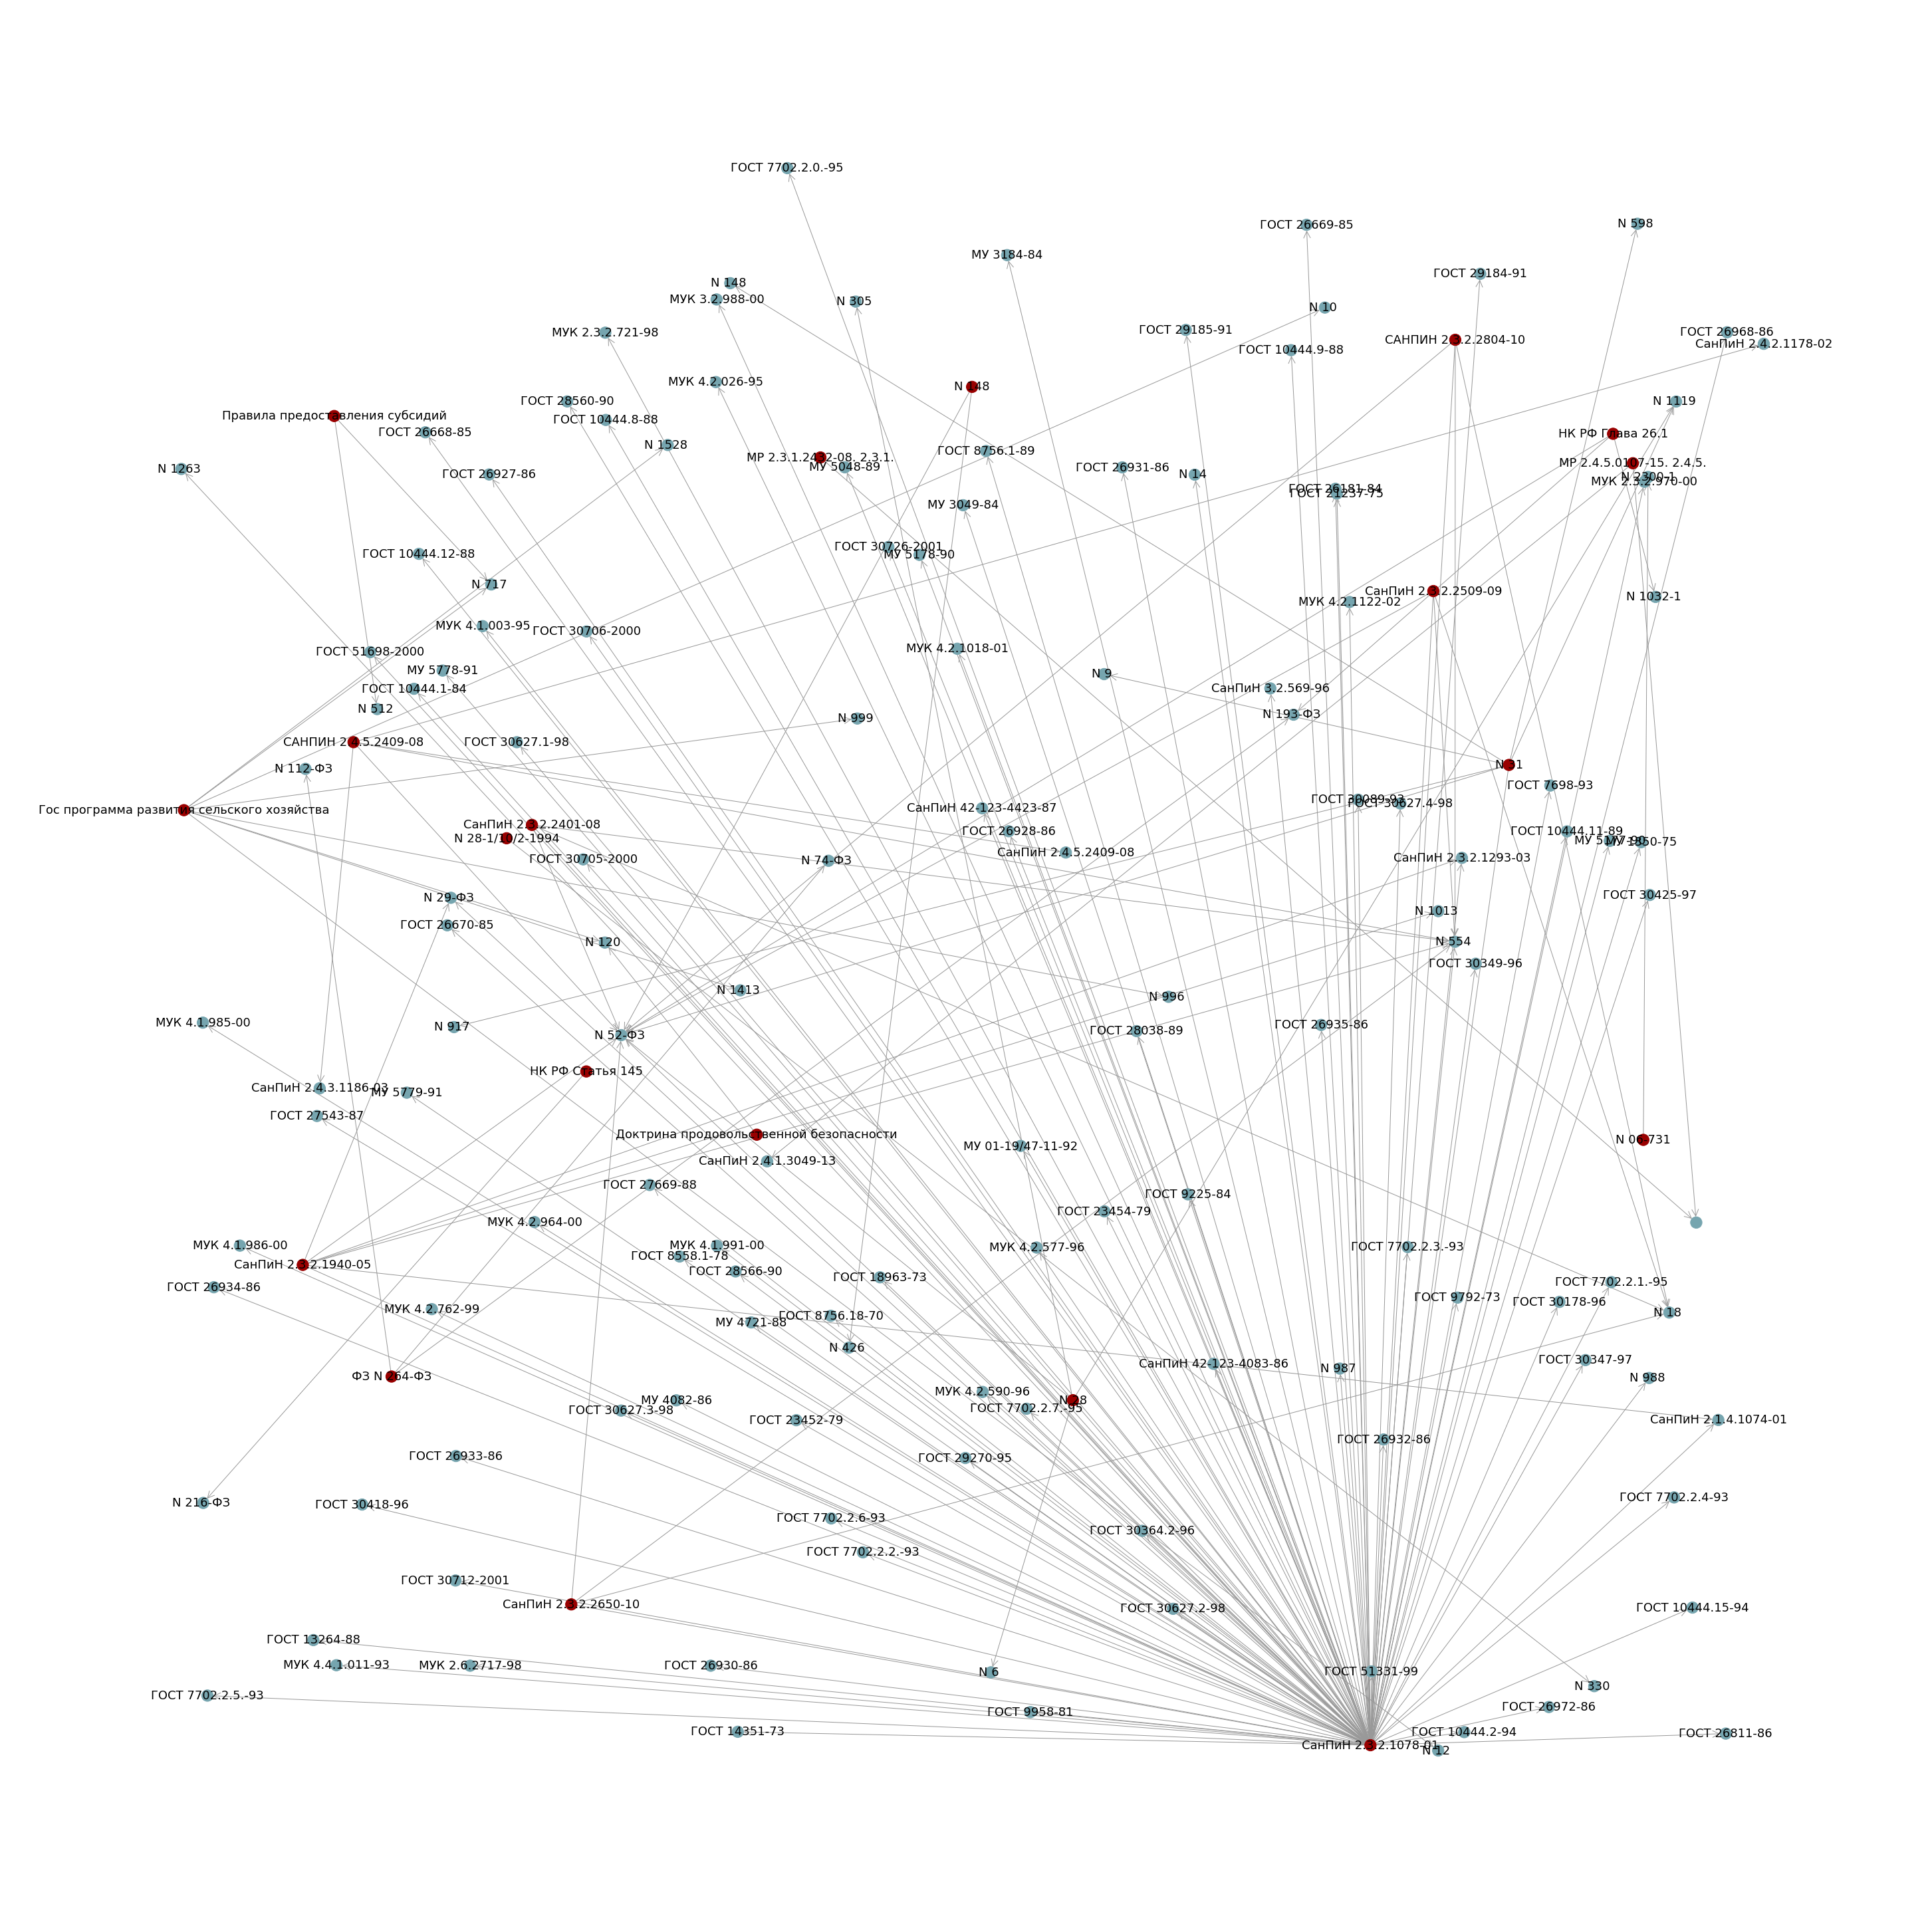 ГОСТ 7702.2.0.-95
ГОСТ 26669-85
N 598
МУ 3184-84
ГОСТ 29184-91
N 148
МУК 3.2.988-00
N 305
N 10
ГОСТ 29185-91
МУК 2.3.2.721-98
ГОСТ 26968-86
САНПИН 2.3.2.2804-10
СанПиН 2.4.2.1178-02
ГОСТ 10444.9-88
МУК 4.2.026-95
N 148
ГОСТ 28560-90
N 1119
Правила предоставления субсидий
ГОСТ 10444.8-88
ГОСТ 26668-85
НК РФ Глава 26.1
N 1528
ГОСТ 8756.1-89
МР 2.3.1.2432-08. 2.3.1.
МР 2.4.5.0107-15. 2.4.5.
N 1263
МУ 5048-89
ГОСТ 26931-86
ГОСТ 26927-86
N 14
N 2300-1
МУК 2.3.2.970-00
ГОСТ 26181-84
ГОСТ 21237-75
МУ 3049-84
ГОСТ 30726-2001
ГОСТ 10444.12-88
МУ 5178-90
N 717
СанПиН 2.3.2.2509-09
N 1032-1
МУК 4.2.1122-02
МУК 4.1.003-95
ГОСТ 30706-2000
МУК 4.2.1018-01
ГОСТ 51698-2000
МУ 5778-91
N 9
ГОСТ 10444.1-84
СанПиН 3.2.569-96
N 512
N 193-ФЗ
N 999
САНПИН 2.4.5.2409-08
ГОСТ 30627.1-98
N 31
N 112-ФЗ
ГОСТ 7698-93
ГОСТ 30089-93
ГОСТ 30627.4-98
Гос программа развития сельского хозяйства
СанПиН 42-123-4423-87
СанПиН 2.3.2.2401-08
ГОСТ 26928-86
ГОСТ 10444.11-89
N 28-1/10/2-1994
МУ 5177-90
МУ 1350-75
СанПиН 2.4.5.2409-08
СанПиН 2.3.2.1293-03
ГОСТ 30705-2000
N 74-ФЗ
ГОСТ 30425-97
N 29-ФЗ
N 1013
ГОСТ 26670-85
N 120
N 554
ГОСТ 30349-96
N 1413
N 996
МУК 4.1.985-00
ГОСТ 26935-86
N 917
ГОСТ 28038-89
N 52-ФЗ
НК РФ Статья 145
СанПиН 2.4.3.1186-03
МУ 5779-91
ГОСТ 27543-87
Доктрина продовольственной безопасности
N 06-731
МУ 01-19/47-11-92
СанПиН 2.4.1.3049-13
ГОСТ 27669-88
ГОСТ 9225-84
ГОСТ 23454-79
МУК 4.2.964-00
МУК 4.1.986-00
МУК 4.1.991-00
МУК 4.2.577-96
ГОСТ 7702.2.3.-93
ГОСТ 8558.1-78
СанПиН 2.3.2.1940-05
ГОСТ 28566-90
ГОСТ 18963-73
ГОСТ 7702.2.1.-95
ГОСТ 26934-86
ГОСТ 9792-73
ГОСТ 30178-96
МУК 4.2.762-99
N 18
ГОСТ 8756.18-70
МУ 4721-88
N 426
ГОСТ 30347-97
СанПиН 42-123-4083-86
N 987
ФЗ N 264-ФЗ
N 988
МУК 4.2.590-96
МУ 4082-86
N 28
ГОСТ 7702.2.7.-95
ГОСТ 30627.3-98
ГОСТ 23452-79
СанПиН 2.1.4.1074-01
ГОСТ 26932-86
ГОСТ 26933-86
ГОСТ 29270-95
ГОСТ 7702.2.4-93
N 216-ФЗ
ГОСТ 30418-96
ГОСТ 7702.2.6-93
ГОСТ 30364.2-96
ГОСТ 7702.2.2.-93
ГОСТ 30712-2001
СанПиН 2.3.2.2650-10
ГОСТ 30627.2-98
ГОСТ 10444.15-94
ГОСТ 13264-88
МУК 4.4.1.011-93
МУК 2.6.2717-98
ГОСТ 26930-86
N 6
ГОСТ 51331-99
N 330
ГОСТ 7702.2.5.-93
ГОСТ 26972-86
ГОСТ 9958-81
ГОСТ 14351-73
ГОСТ 10444.2-94
ГОСТ 26811-86
СанПиН 2.3.2.1078-01
N 12